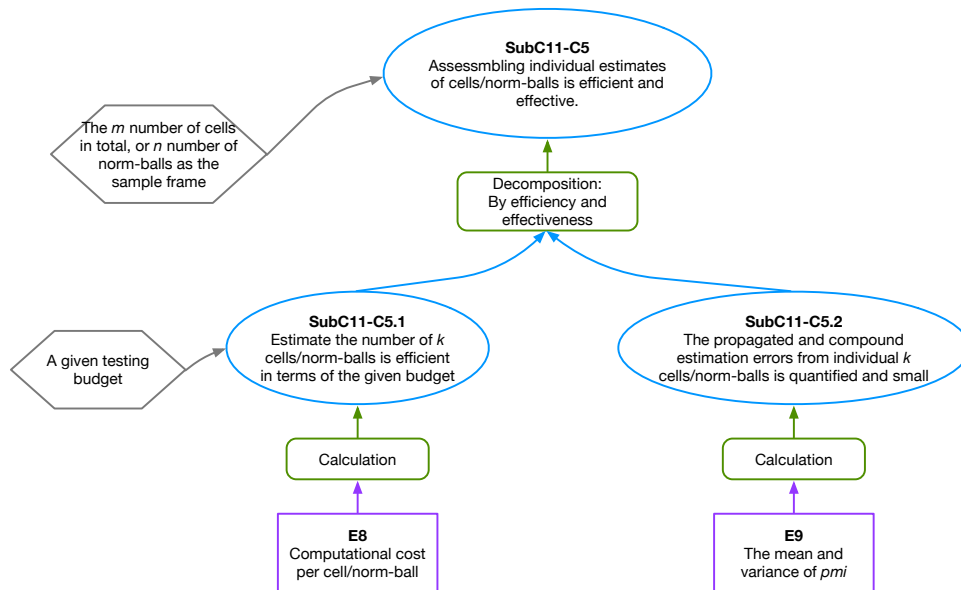 SubC11-C5
Assessmbling individual estimates
of cells/norm-balls is efficient and
effective.
The m number of cells
in total, or n number of
norm-balls as the
sample frame
Decomposition:
By efficiency and
effectiveness
SubC11-C5.1
Estimate the number of k
cells/norm-balls is efficient
in terms of the given budget
SubC11-C5.2
The propagated and compound
estimation errors from individual k
cells/norm-balls is quantified and small
A given testing
budget
Calculation
Calculation
E8
Computational cost
per cell/norm-ball
E9
The mean and
variance of pmi